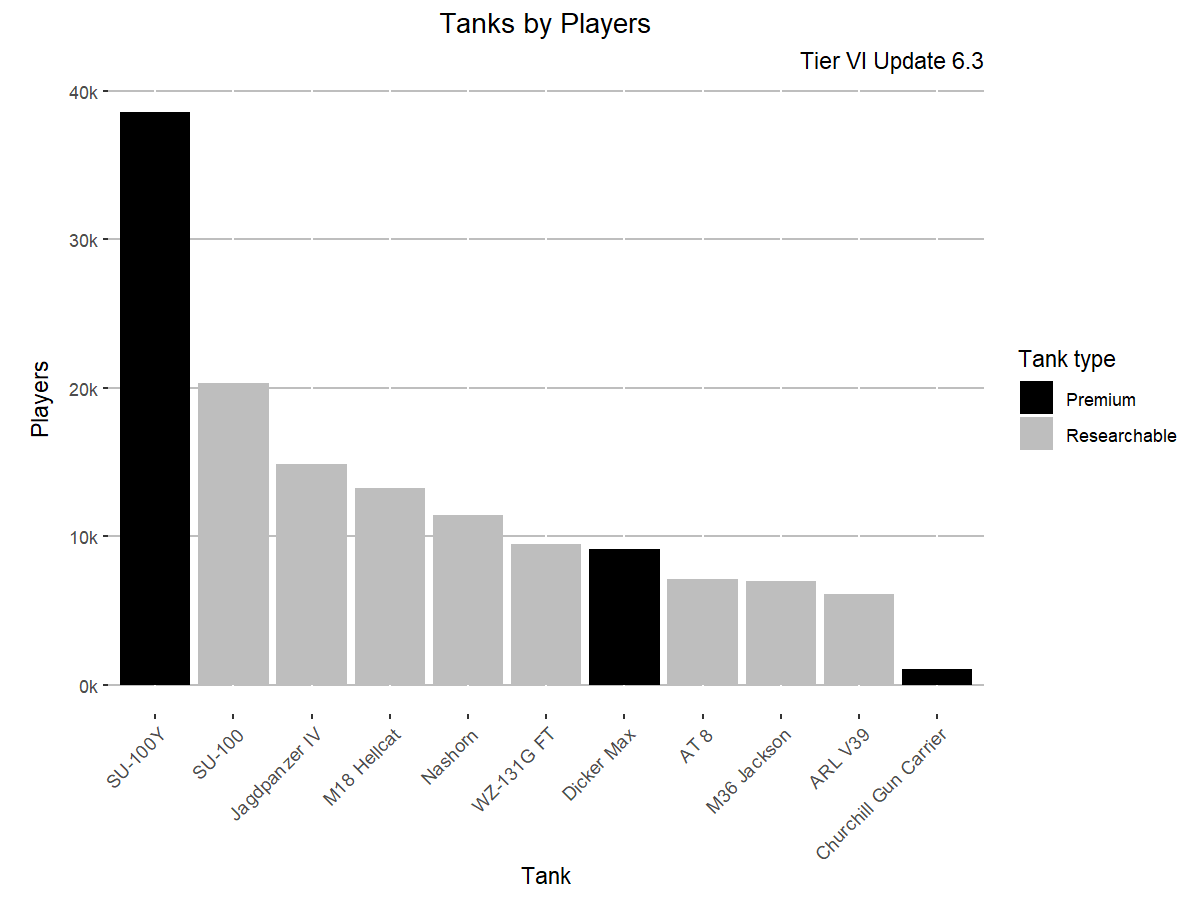 Tanks by Players
Tier VI Update 6.3
40k
30k
20k
10k
0k
Players
SU-100Y
SU-100
Jagdpanzer IV
M18 Hellcat
Nashorn
WZ-131G FT
Dicker Max
AT 8
M36 Jackson
ARL V39
Churchill Gun Carrier
Tank
Tank type
Premium
Researchable